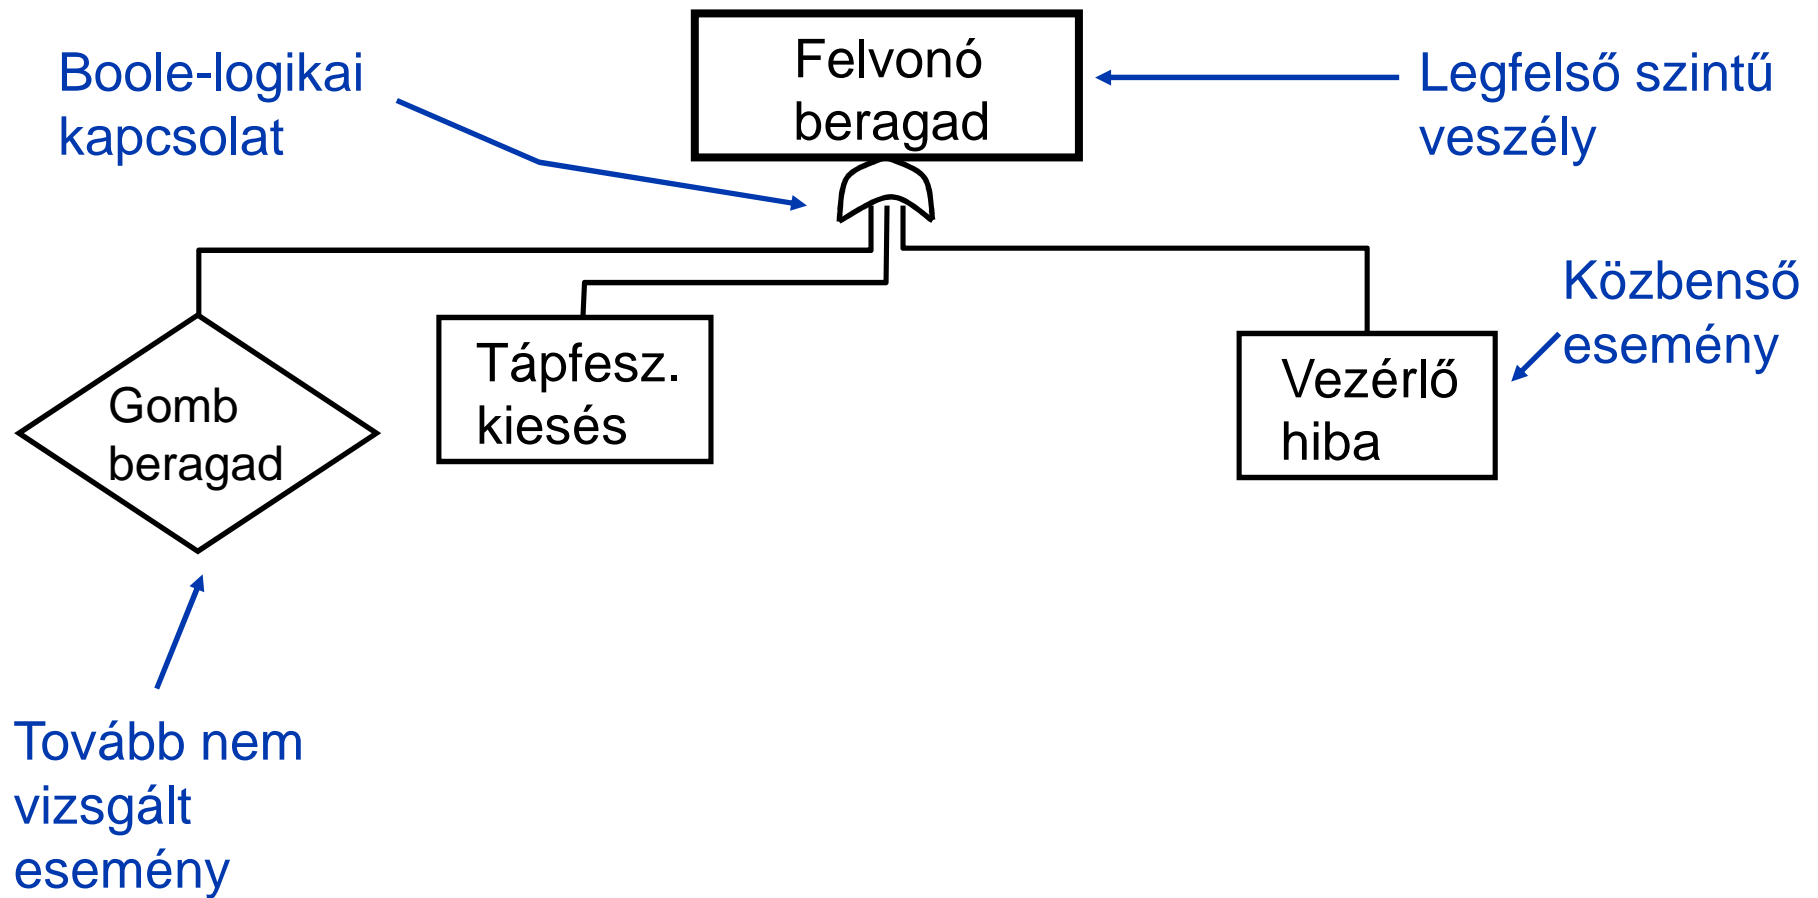 Boole-logikai
kapcsolat
Felvonó
beragad
Legfelső szintű
veszély
Közbenső
esemény
Gomb
beragad
Tápfesz.
kiesés
Vezérlő
hiba
Tovább nem
vizsgált
esemény